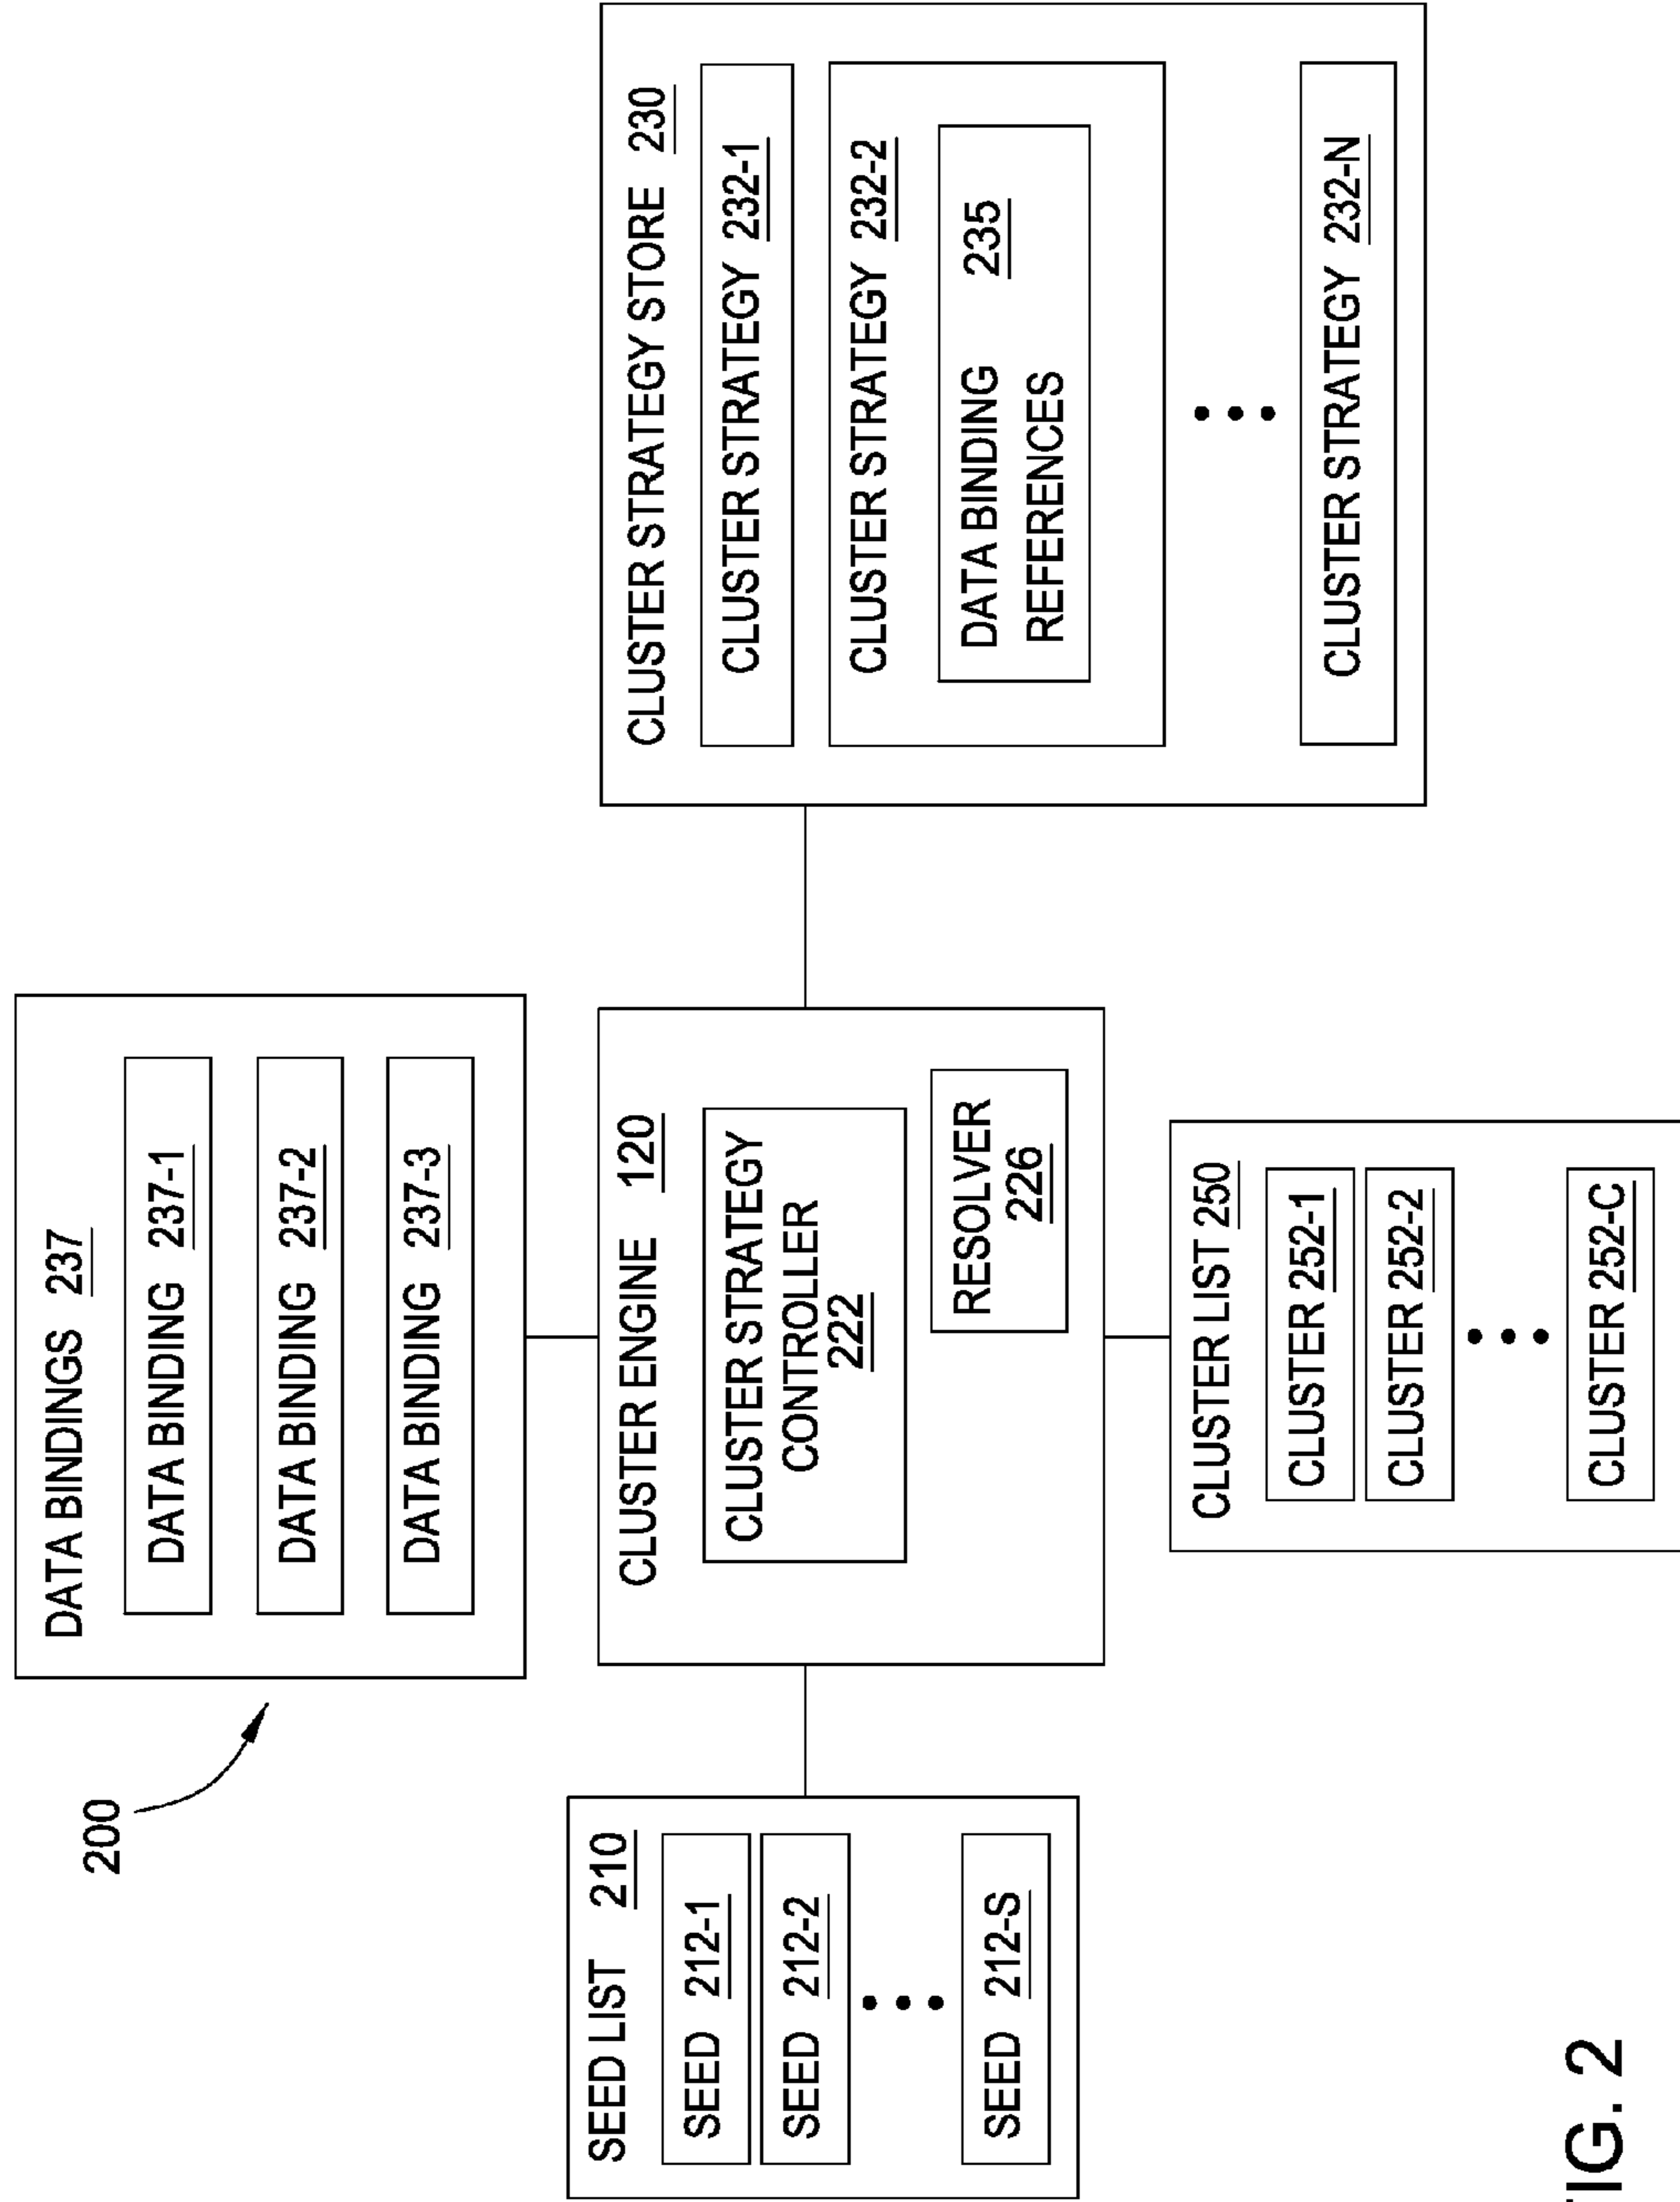 200
DATA BINDINGS 237
DATA BINDING 237-1
DATA BINDING 237-2
DATA BINDING 237-3
SEED LIST 210
SEED 212-1
SEED 212-2
SEED 212-S
CLUSTER ENGINE 120
CLUSTER STRATEGY
CONTROLLER
222
RESOLVER
226
CLUSTER STRATEGY STORE 230
CLUSTER STRATEGY 232-1
CLUSTER STRATEGY 232-2
DATA BINDING 235
REFERENCES
CLUSTER STRATEGY 232-N
CLUSTER LIST 250
CLUSTER 252-1
CLUSTER 252-2
CLUSTER 252-C
FIG. 2